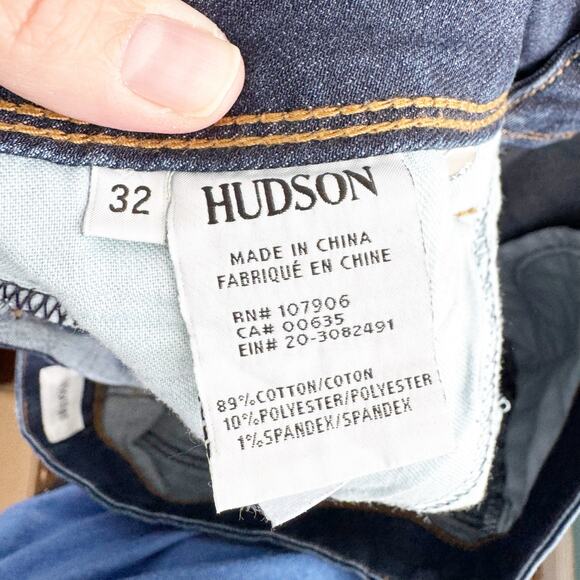 32
HUDSON
MADE IN CHINA
FABRIQUÉ EN CHINE
RN# 107906
CA# 00635
EIN# 20-3082491
89%COTTON/COTON
10%POLYESTER/POLYESTER
1%SPANDEX/SPANDEX